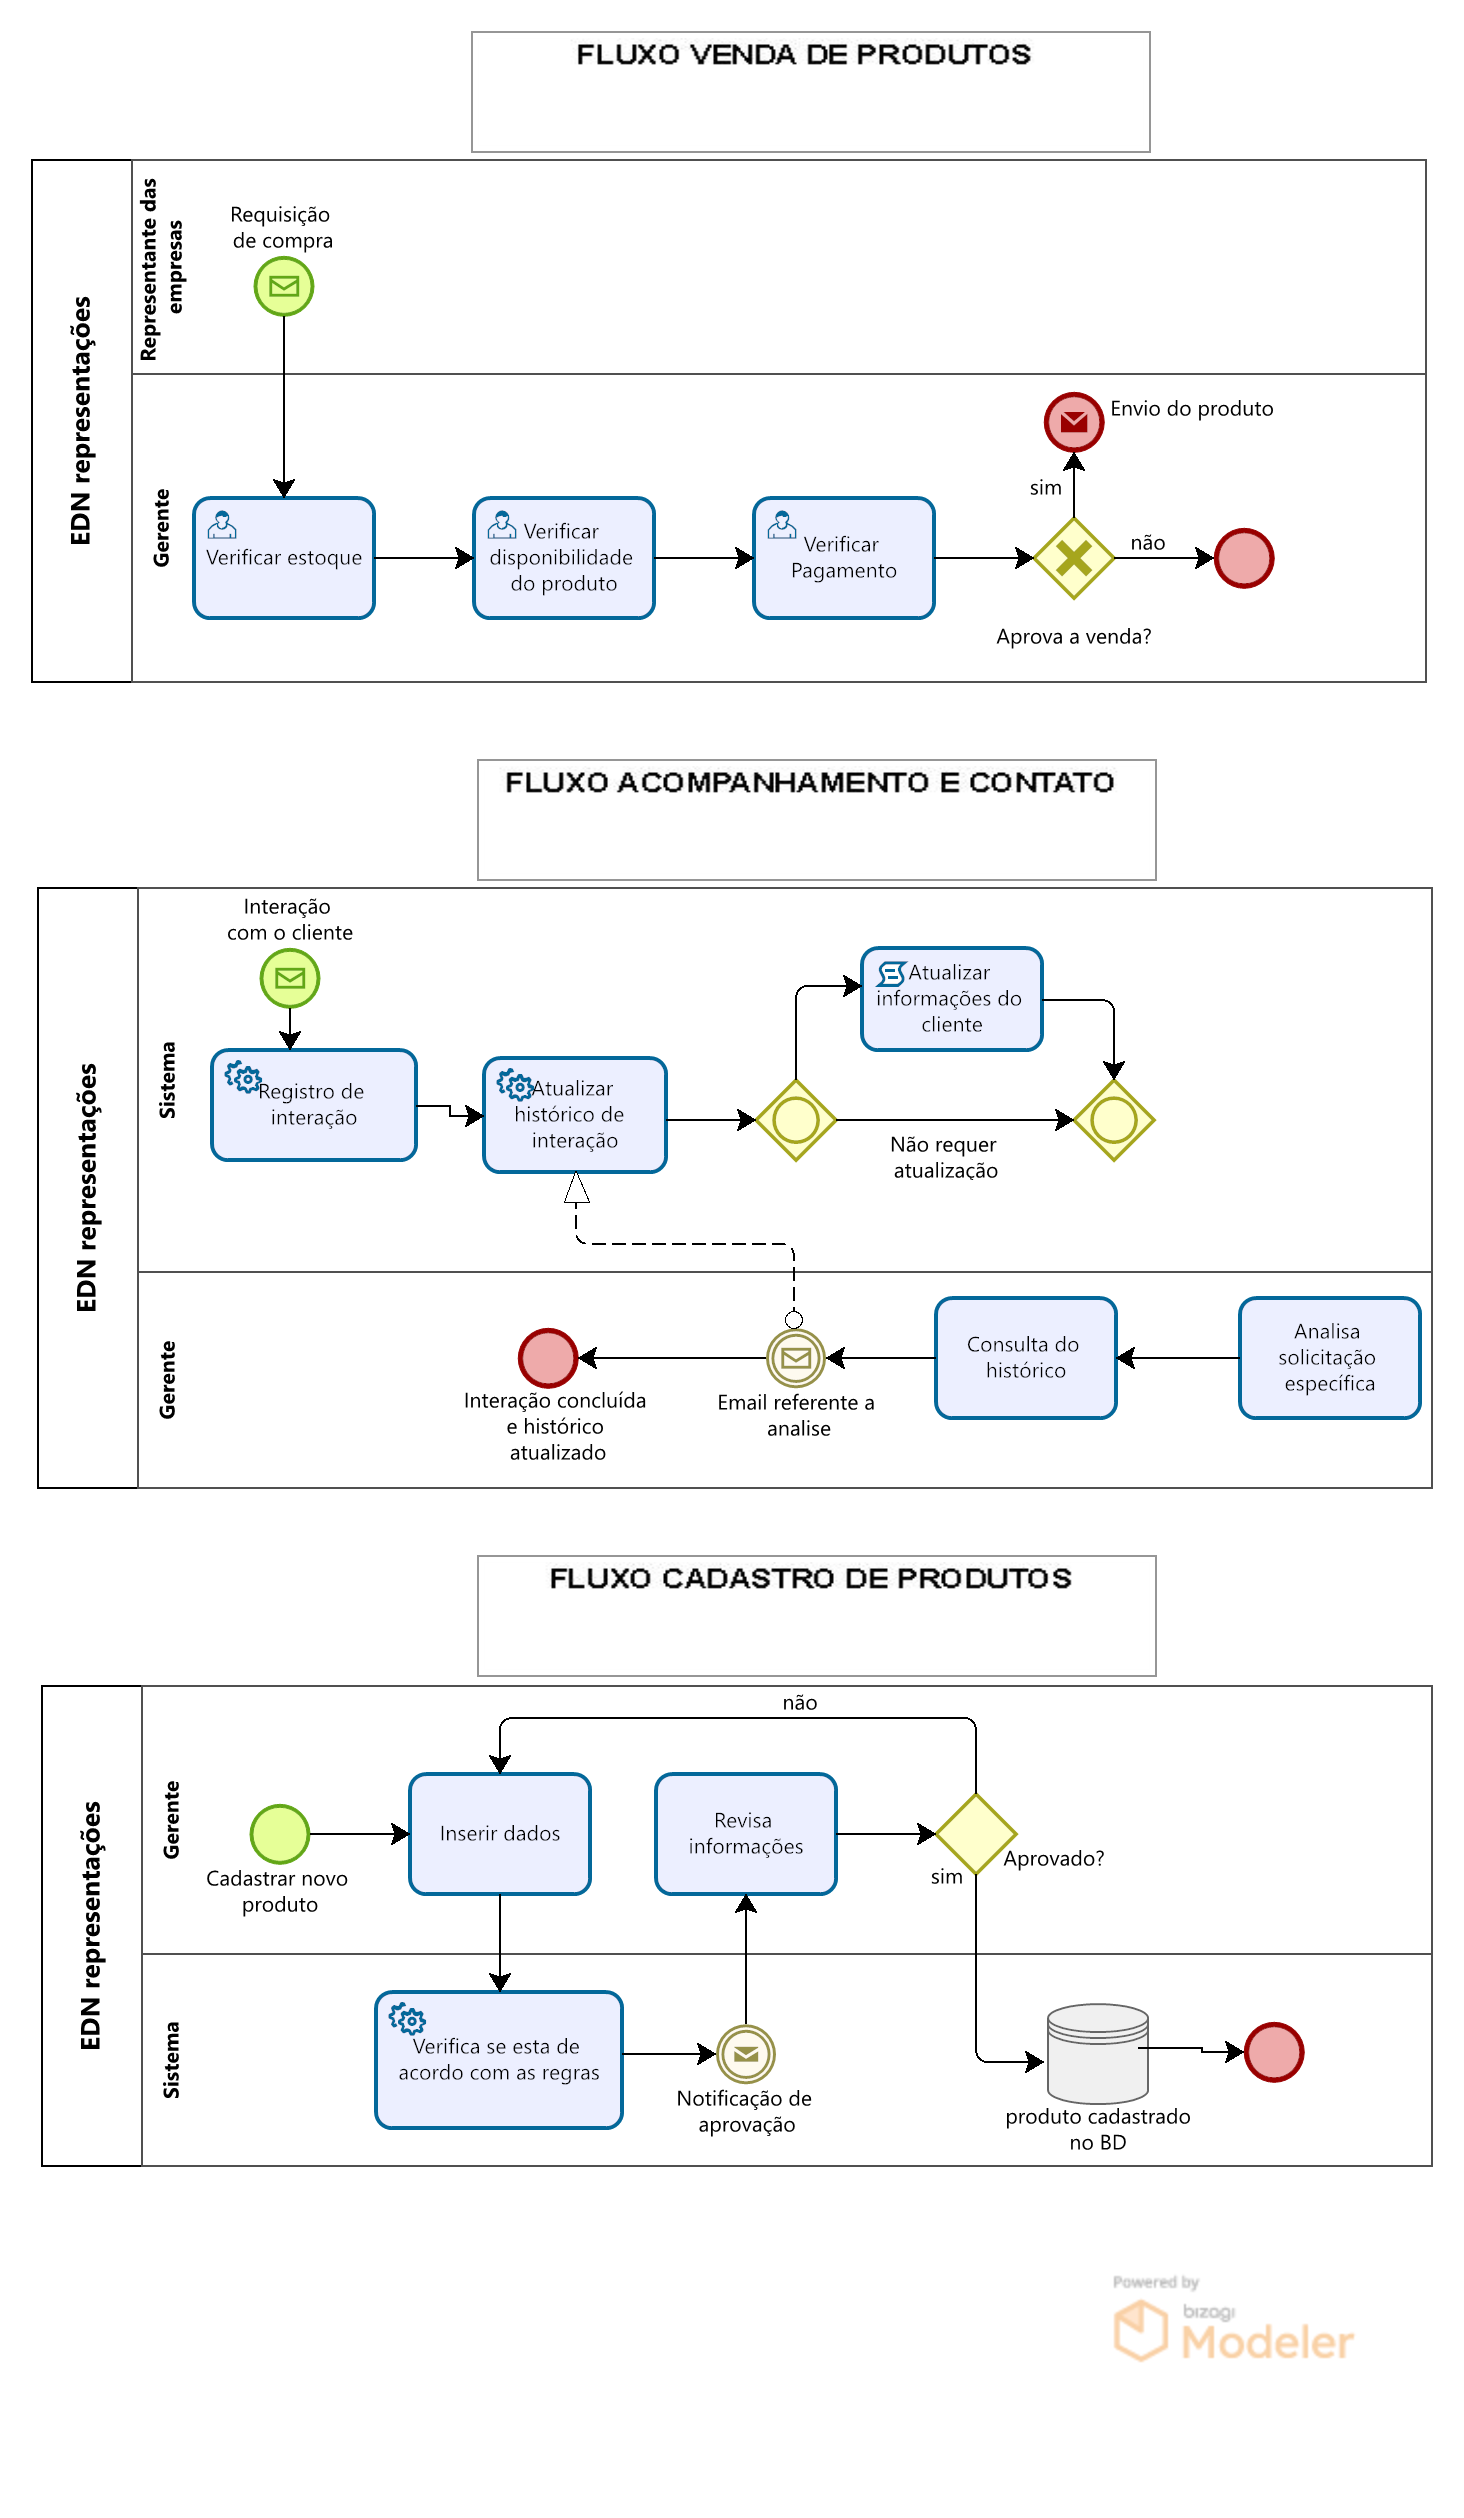 FLUXO VENDA DE PRODUTOS
EDN representações
Representante das
empresas
Requisição
de compra
Gerente
Verificar estoque
Verificar
disponibilidade
do produto
Verificar
Pagamento
Envio do produto
sim
não
Aprova a venda?
FLUXO ACOMPANHAMENTO E CONTATO
EDN representações
Sistema
Interação
com o cliente
Registro de
interação
Atualizar
histórico de
interação
Atualizar
informações do
cliente
Não requer
atualização
Gerente
Interação concluída
e histórico
atualizado
Email referente a
analise
Consulta do
histórico
Analisa
solicitação
específica
FLUXO CADASTRO DE PRODUTOS
EDN representações
Gerente
não
Cadastrar novo
produto
Inserir dados
Revisa
informações
Aprovado?
sim
Sistema
Verifica se esta de
acordo com as regras
Notificação de
aprovação
produto cadastrado
no BD
Powered by
bizagi
Modeler